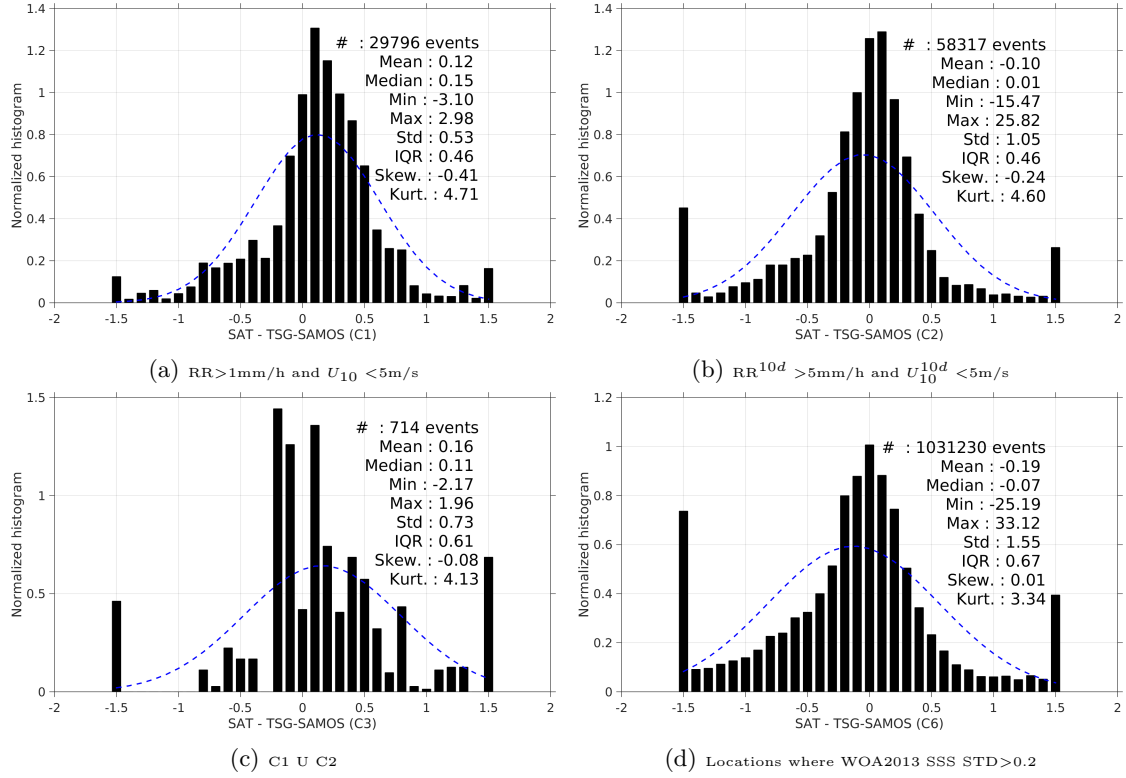 1.4
1.2
1
0.8
0.6
0.4
0.2
0
Normalized histogram
# : 29796 events
Mean : 0.12
Median : 0.15
Min : -3.10
Max : 2.98
Std : 0.53
IQR : 0.46
Skew. : -0.41
Kurt. : 4.71
-2 -1.5 -1 -0.5 0 0.5 1 1.5 2
SAT - TSG-SAMOS (C1)
(a) RR>1mm/h and U10 <5m/s
1.4
1.2
1
0.8
0.6
0.4
0.2
0
Normalized histogram
# : 58317 events
Mean : -0.10
Median : 0.01
Min : -15.47
Max : 25.82
Std : 1.05
IQR : 0.46
Skew. : -0.24
Kurt. : 4.60
-2 -1.5 -1 -0.5 0 0.5 1 1.5 2
SAT - TSG-SAMOS (C2)
(b) RR^10d >5mm/h and U10^10d <5m/s
1.5
1
0.5
0
Normalized histogram
# : 714 events
Mean : 0.16
Median : 0.11
Min : -2.17
Max : 1.96
Std : 0.73
IQR : 0.61
Skew. : -0.08
Kurt. : 4.13
-2 -1.5 -1 -0.5 0 0.5 1 1.5 2
SAT - TSG-SAMOS (C3)
(c) C1 U C2
1.2
1
0.8
0.6
0.4
0.2
0
Normalized histogram
# : 1031230 events
Mean : -0.19
Median : -0.07
Min : -25.19
Max : 33.12
Std : 1.55
IQR : 0.67
Skew. : 0.01
Kurt. : 3.34
-2 -1.5 -1 -0.5 0 0.5 1 1.5 2
SAT - TSG-SAMOS (C6)
(d) Locations where WOA2013 SSS STD>0.2